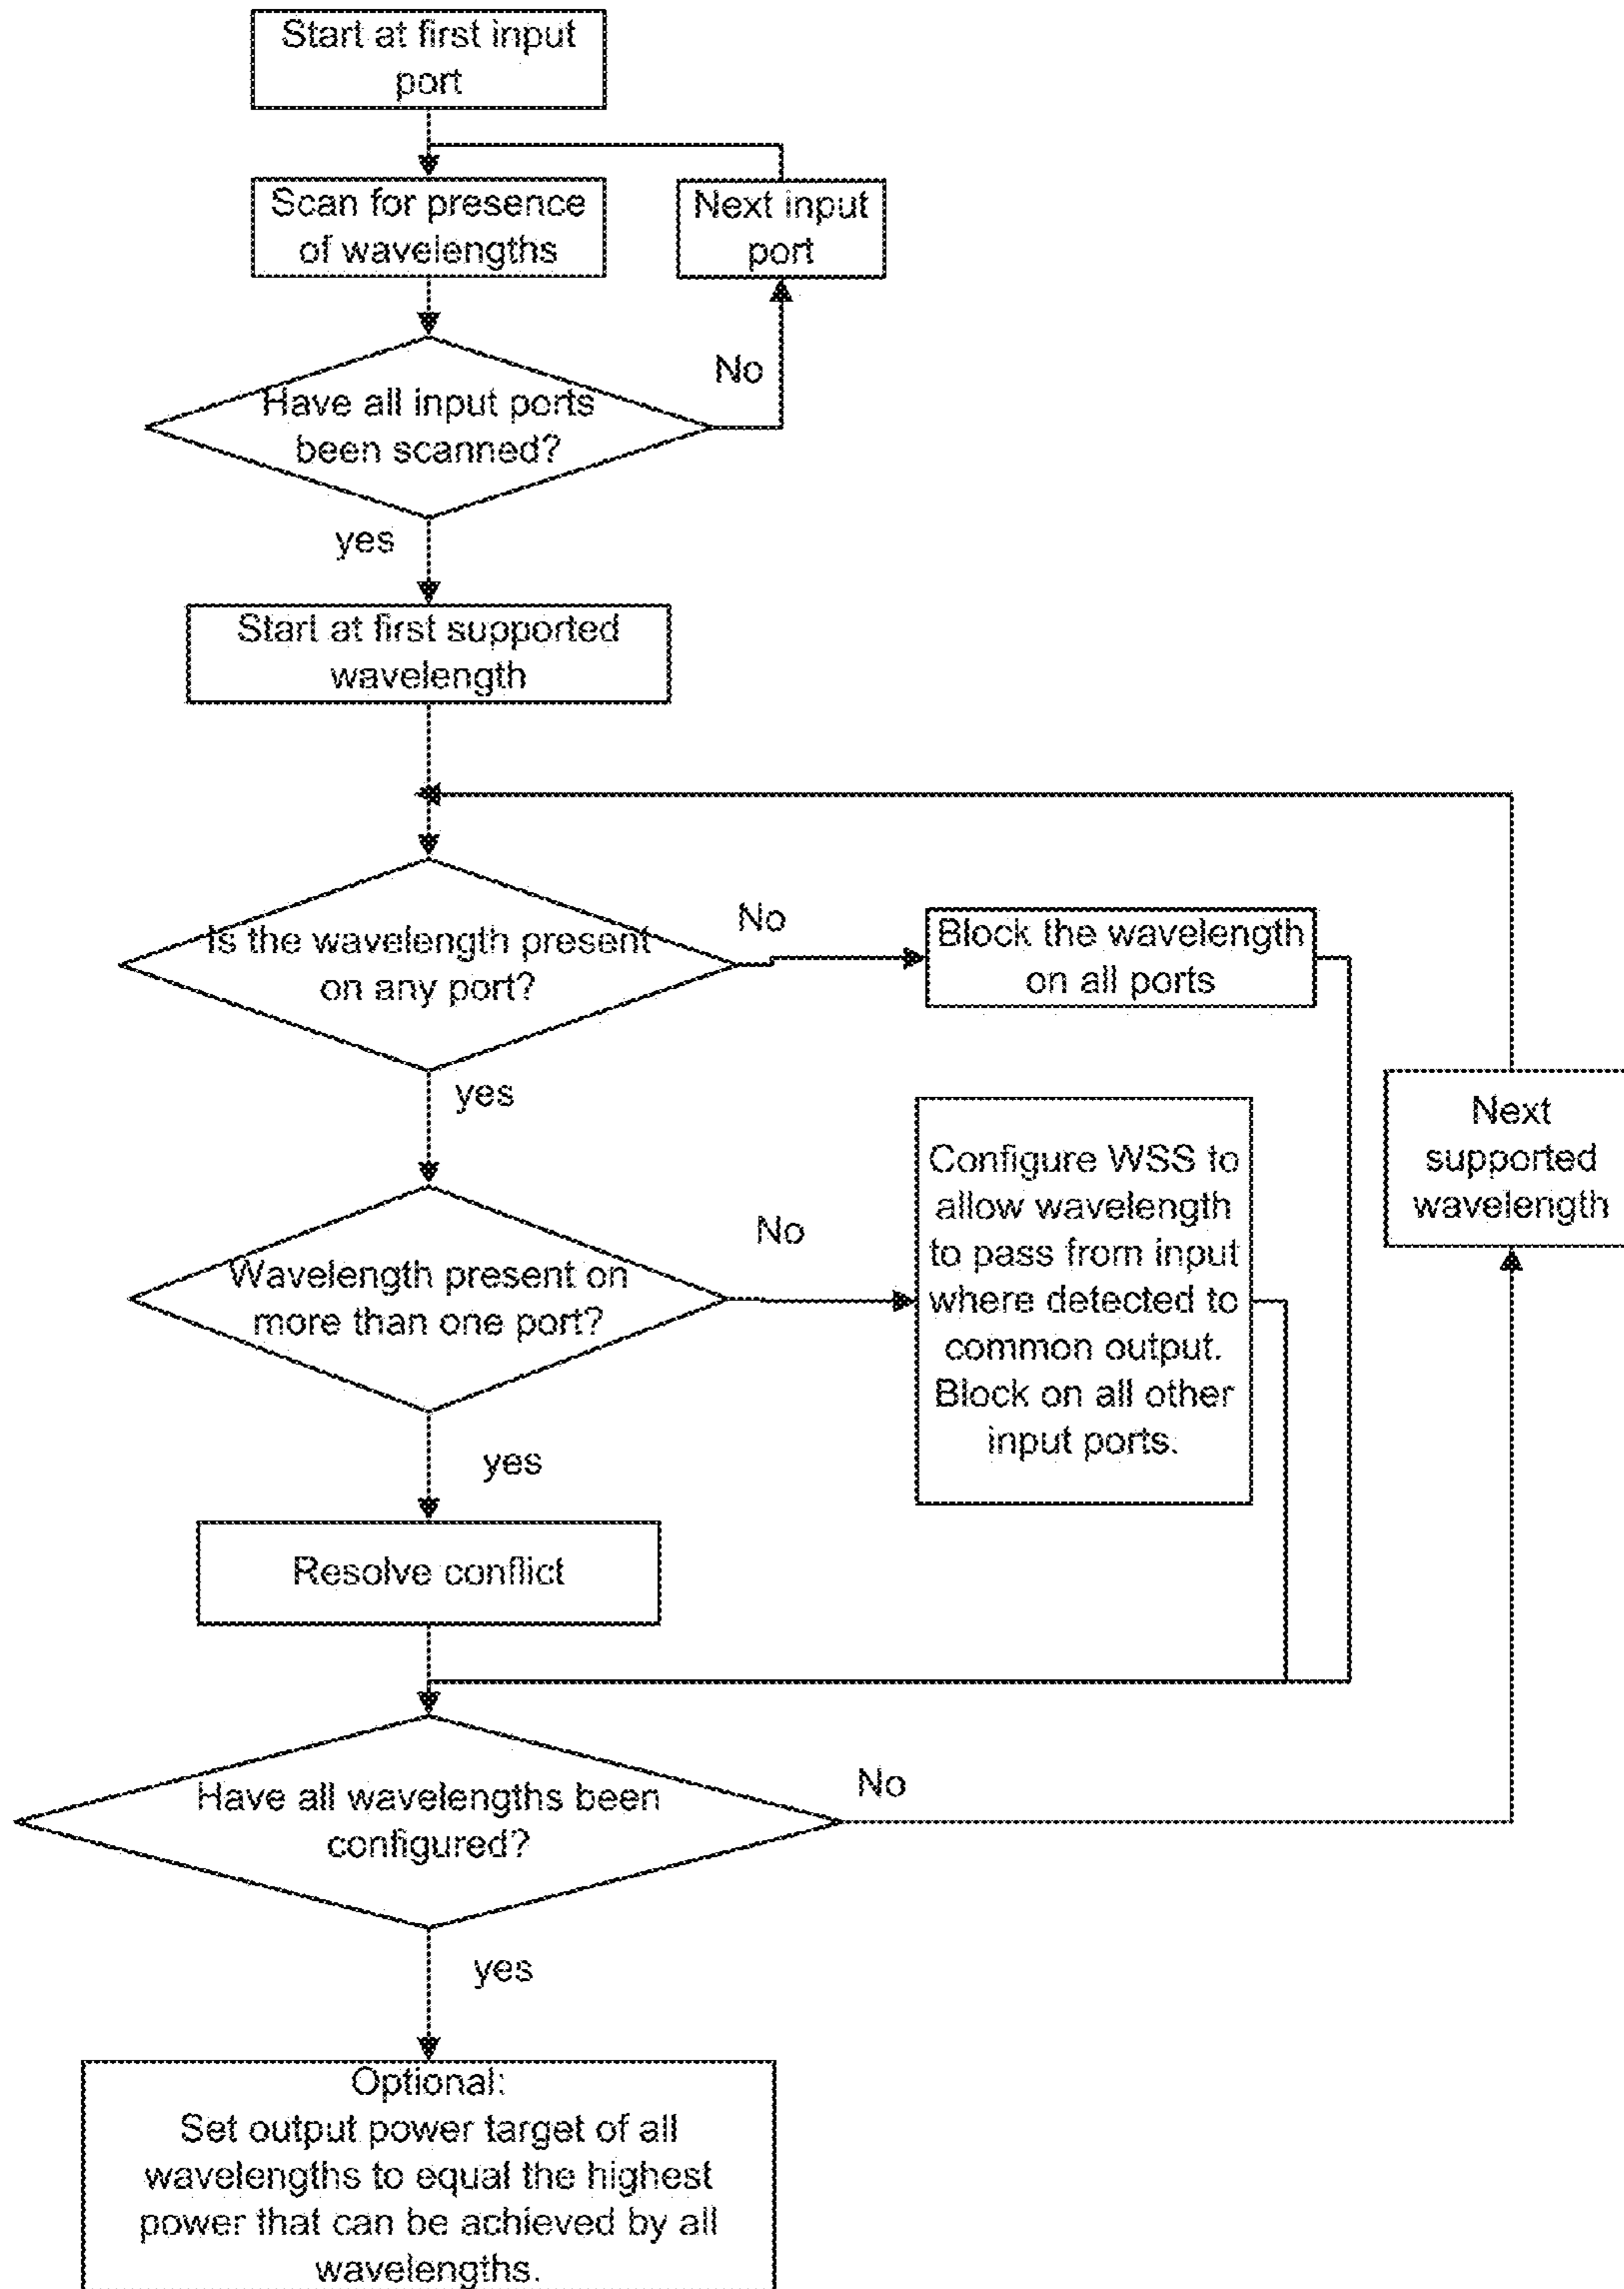 Start at first input
port
Scan for presence
of wavelengths
Next input
port
No
Have all input ports
been scanned?
yes
Start at first supported
wavelength
No
Is the wavelength present
on any port?
Block the wavelength
on all ports
yes
Next
supported
wavelength
Configure WSS to
allow wavelength
to pass from input
where detected to
common output.
Block on all other
input ports.
No
Wavelength present on
more than one port?
yes
Resolve conflict
No
Have all wavelengths been
configured?
yes
Optional:
Set output power target of all
wavelengths to equal the highest
power that can be achieved by all
wavelengths.